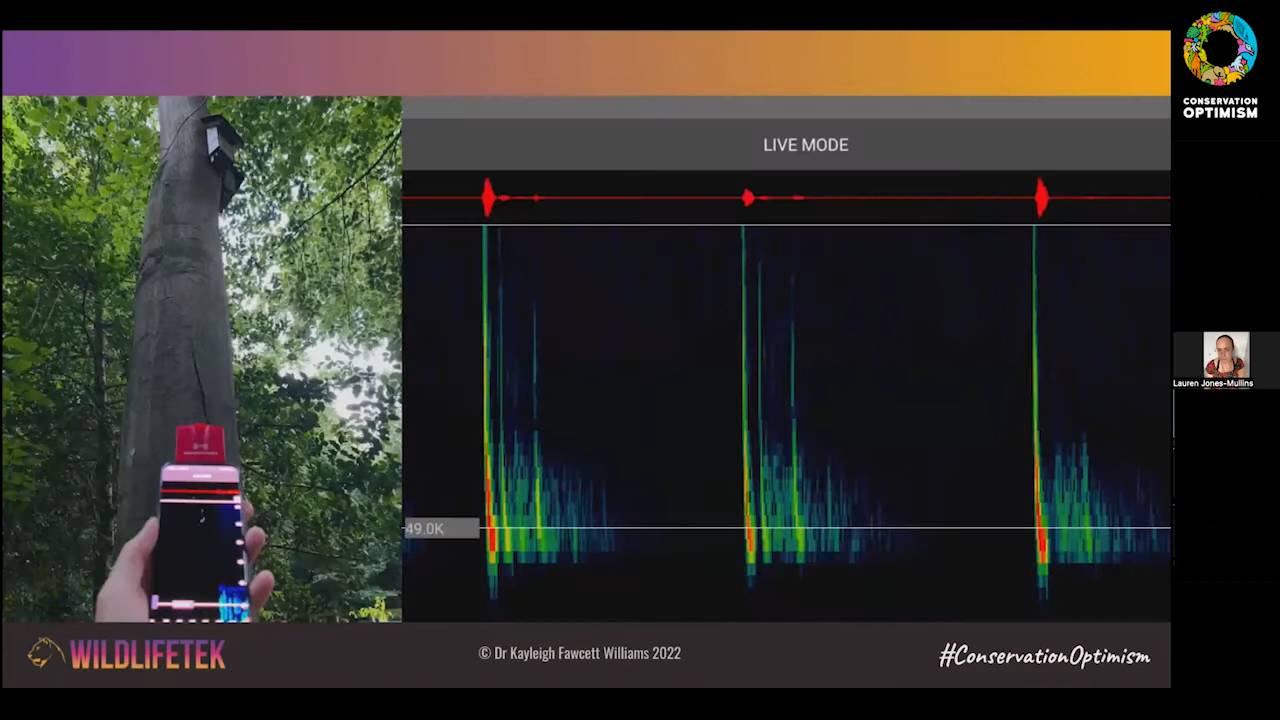 CONSERVATION
OPTIMISM
LIVE MODE
49.0K
Lauren Jones-Mullins
WILDLIFETEK
© Dr Kayleigh Fawcett Williams 2022
#ConservationOptimism